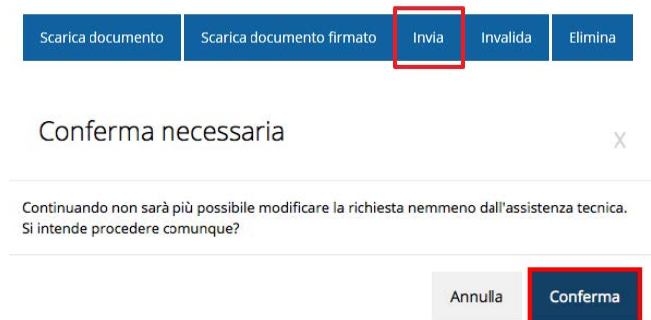 Scarica documento Scarica documento firmato Invia Invalida Elimina
Conferma necessaria X
Continuando non sarà più possibile modificare la richiesta nemmeno dall'assistenza tecnica.
Si intende procedere comunque?
Annulla Conferma